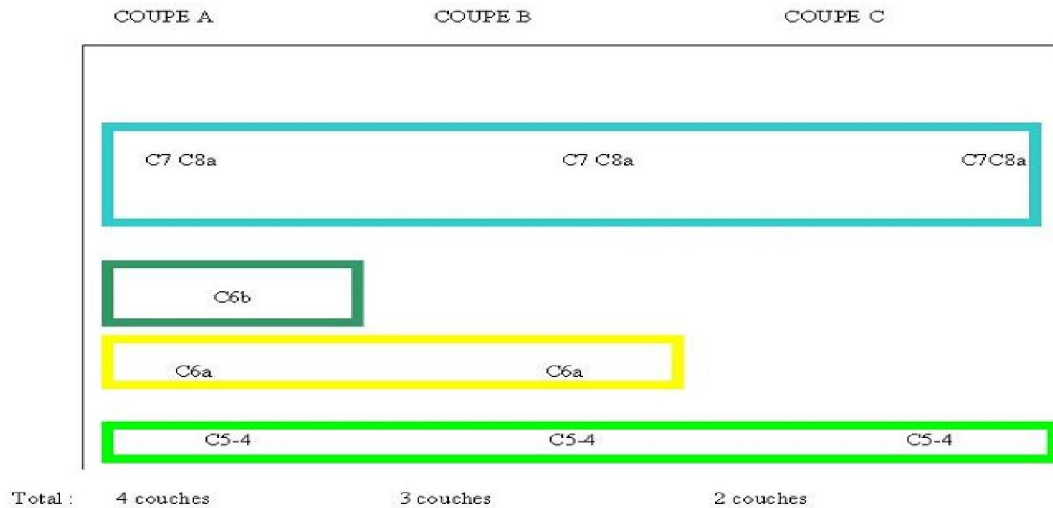 COUPE A COUPE B COUPE C
C7 C8a C7 C8a C7C8a
C6b
C6a C6a
C5-4 C5-4 C5-4
Total : 4 couches 3 couches 2 couches